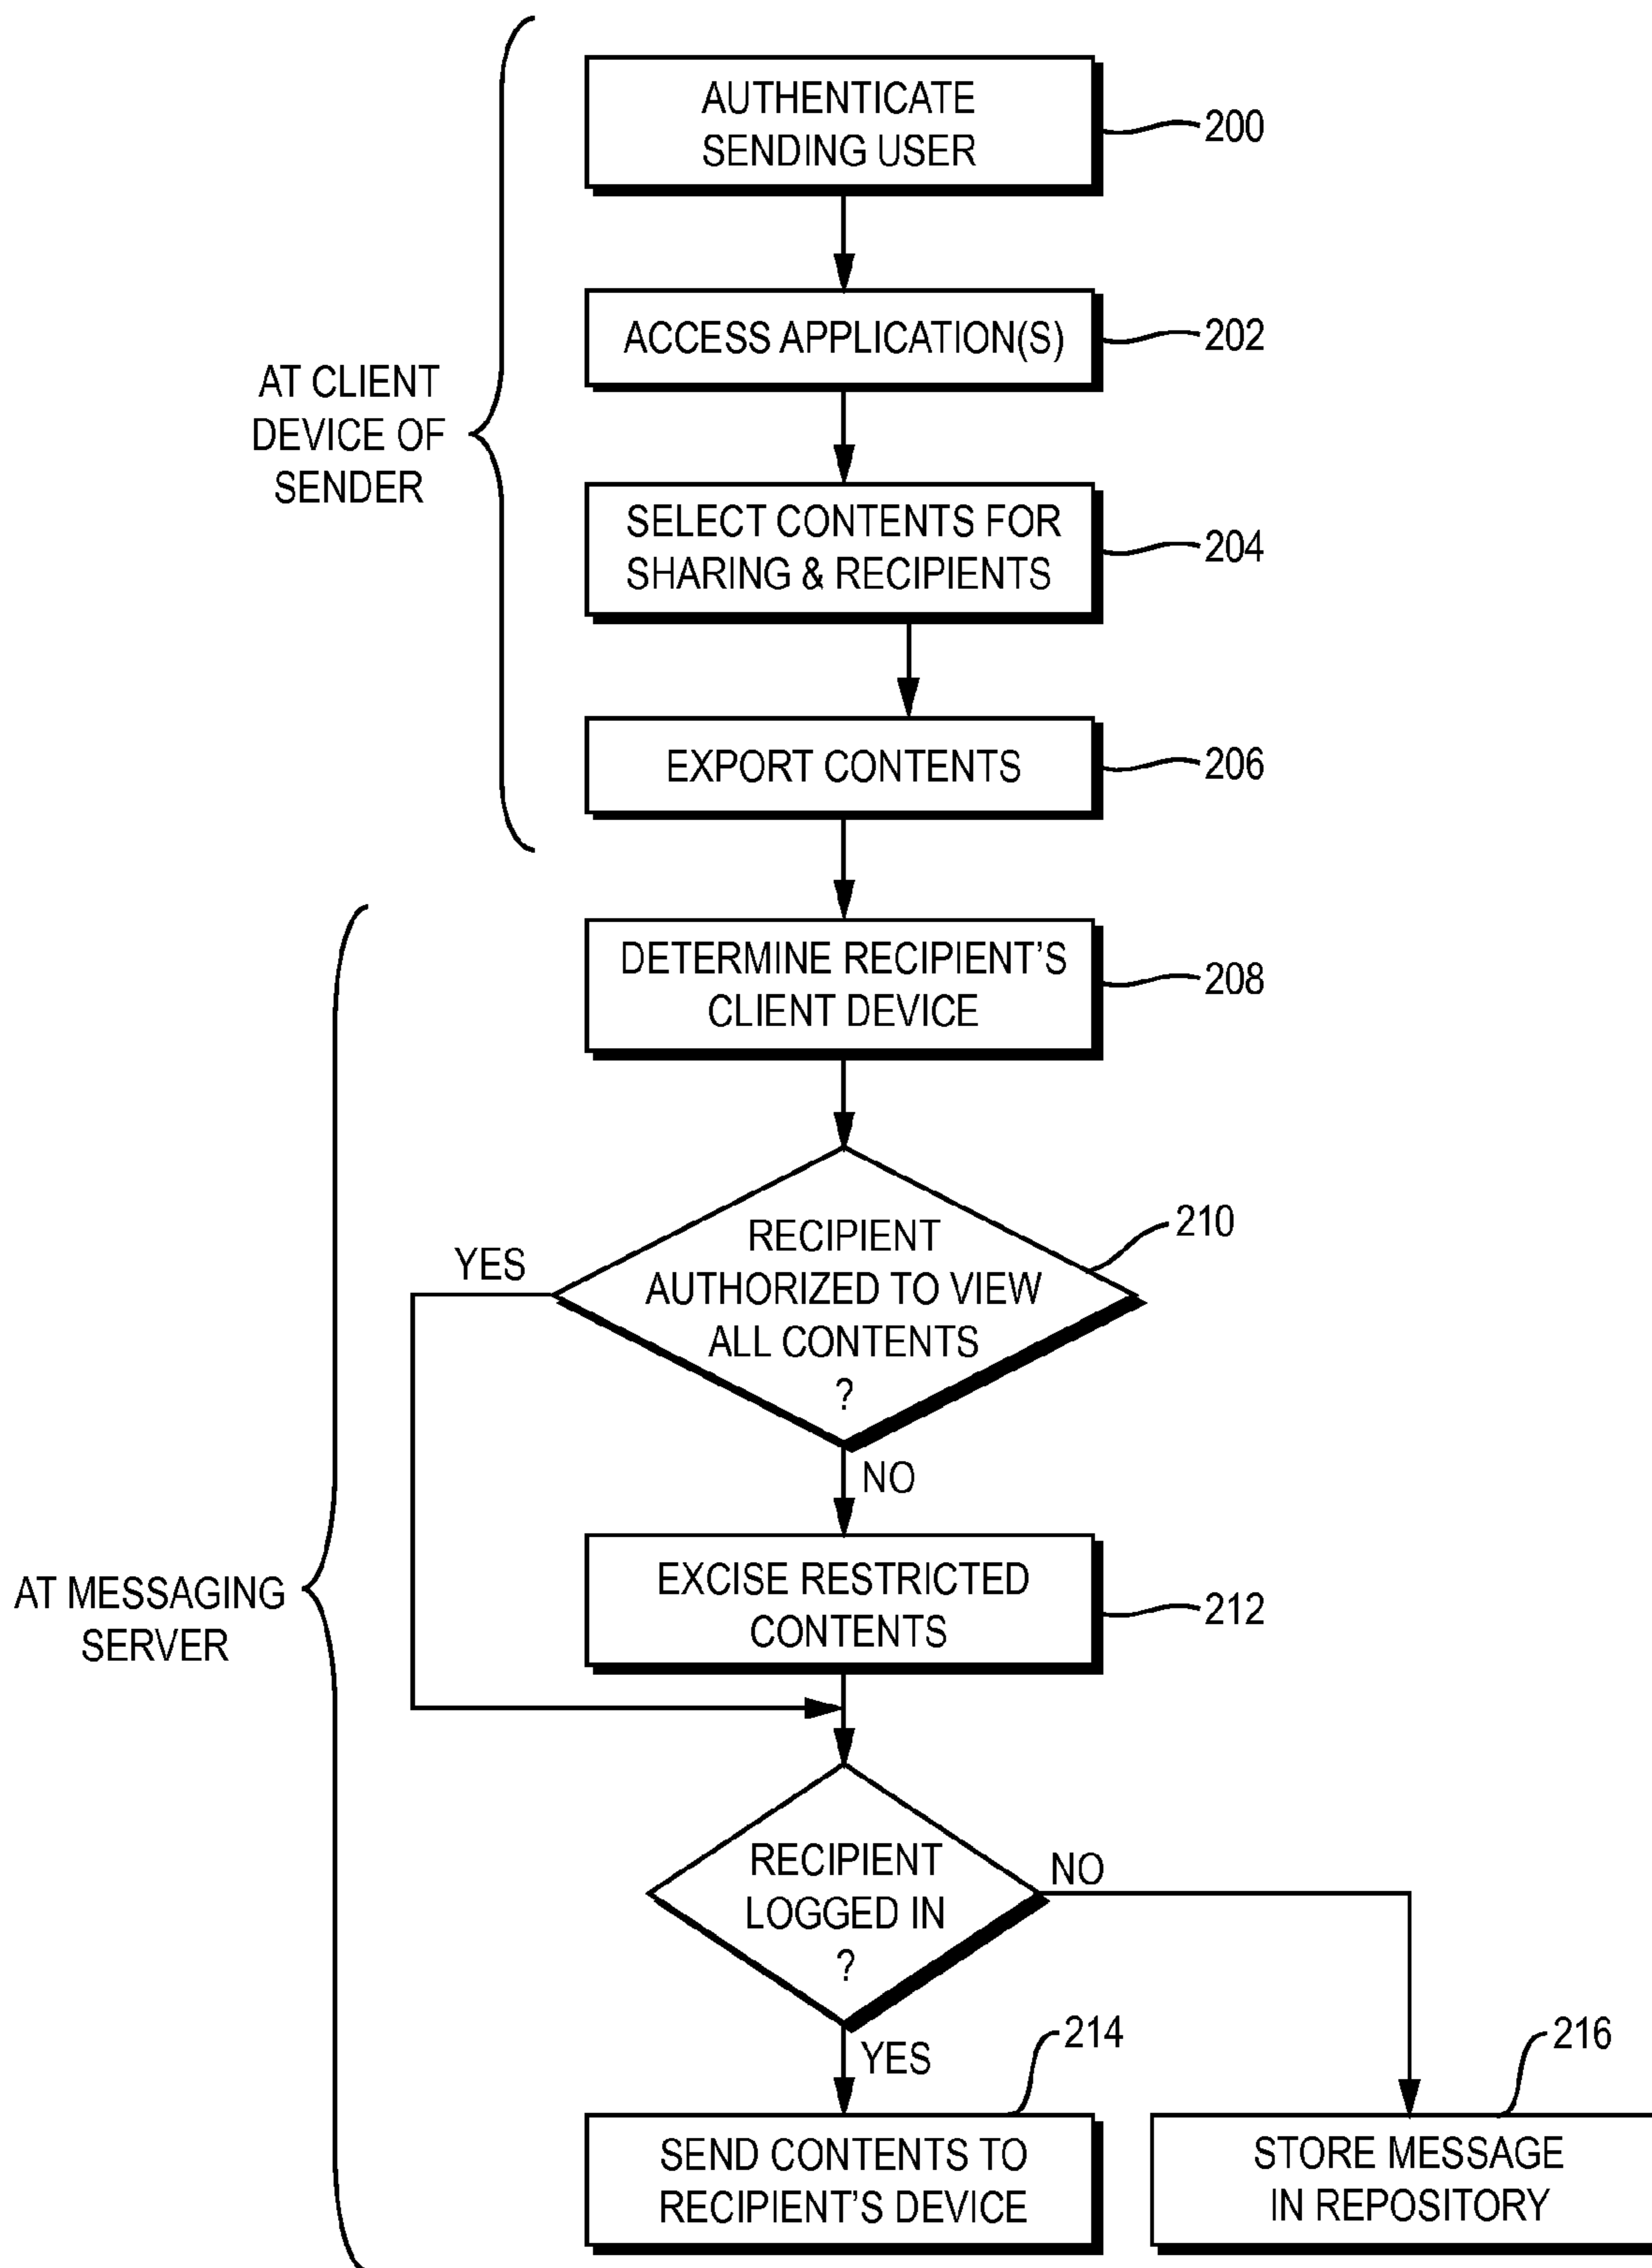 AUTHENTICATE
SENDING USER
200
ACCESS APPLICATION(S)
202
AT CLIENT
DEVICE OF
SENDER
SELECT CONTENTS FOR
SHARING & RECIPIENTS
204
EXPORT CONTENTS
206
DETERMINE RECIPIENT'S
CLIENT DEVICE
208
RECIPIENT
AUTHORIZED TO VIEW
ALL CONTENTS
?
210
YES
NO
EXCISE RESTRICTED
CONTENTS
212
AT MESSAGING
SERVER
RECIPIENT
LOGGED IN
?
NO
YES
214
216
SEND CONTENTS TO
RECIPIENT'S DEVICE
STORE MESSAGE
IN REPOSITORY